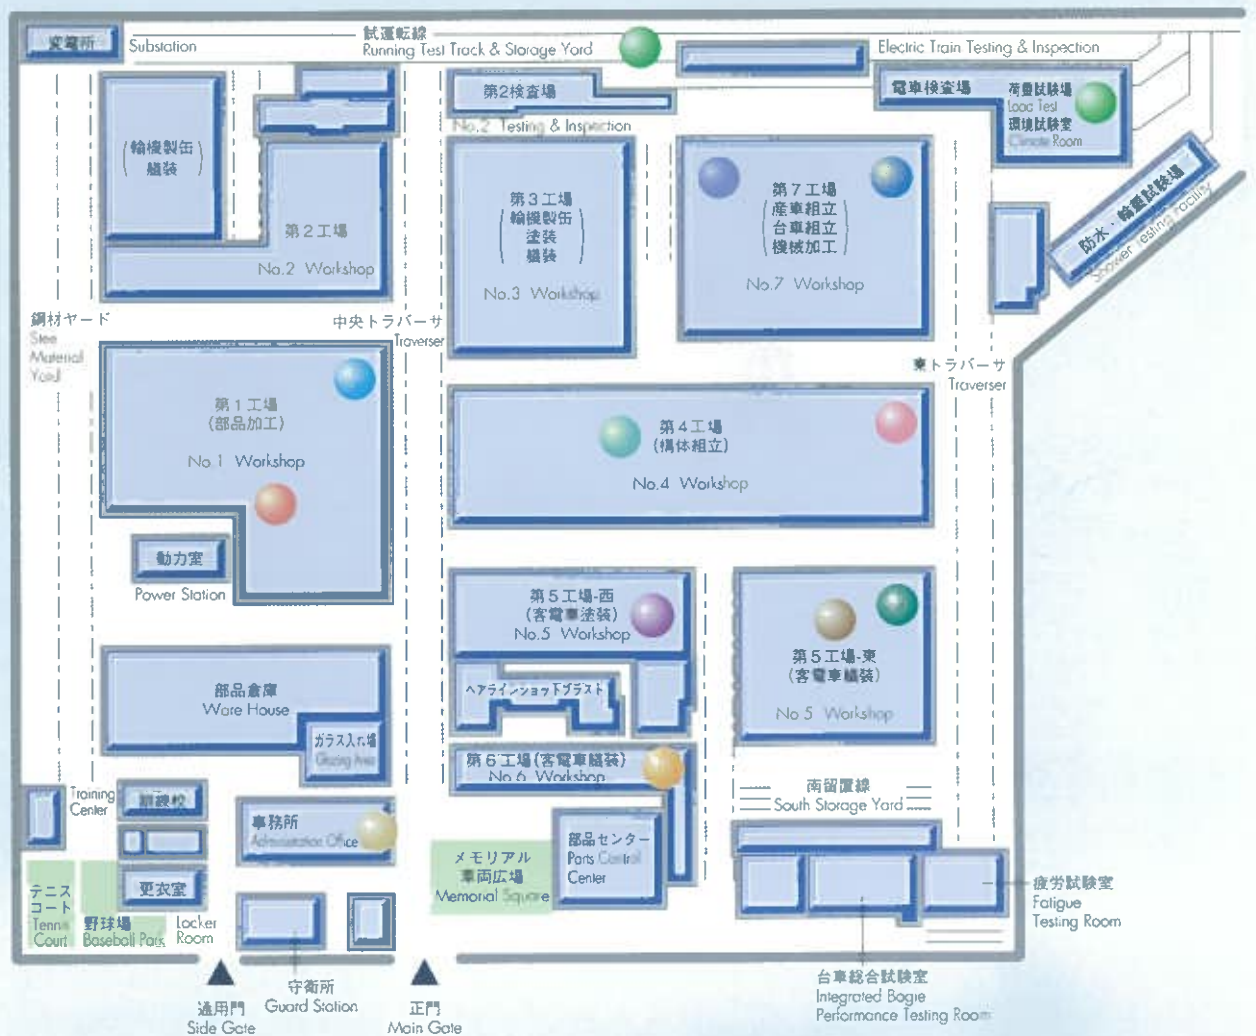 変電所
Substation
試運転線
Running Test Track & Storage Yard
Electric Train Testing & Inspection
第2検査場
No.2 Testing & Inspection
電車検査場
荷重試験場
Load Test
環境試験室
Climate Room
(輪機製缶
艤装)
第2工場
No.2 Workshop
第3工場
(輪機製缶
塗装
艤装)
No.3 Workshop
第7工場
(産車組立
台車組立
機械加工)
No.7 Workshop
防水・輪重試験場
Shower Testing Facility
鋼材ヤード
Stee
Material
Yard
中央トラバーサ
Traverser
東トラバーサ
Traverser
第1工場
(部品加工)
No.1 Workshop
第4工場
(構体組立)
No.4 Workshop
動力室
Power Station
第5工場-西
(客電車塗装)
No.5 Workshop
第5工場-東
(客電車艤装)
No.5 Workshop
部品倉庫
Ware House
ガラス入れ場
Glazing Area
ヘアラインショップブラスト
第6工場(客電車艤装)
No.6 Workshop
南留置線
South Storage Yard
Training
Center
訓練校
事務所
Administration Office
部品センター
Parts Control
Center
メモリアル
車両広場
Memorial Square
更衣室
Locker
Room
テニス
コート
Tenni
Court
野球場
Baseball Park
疲労試験室
Fatigue
Testing Room
守衛所
Guard Station
台車総合試験室
Integrated Bogie
Performance Testing Room
通用門
Side Gate
正門
Main Gate